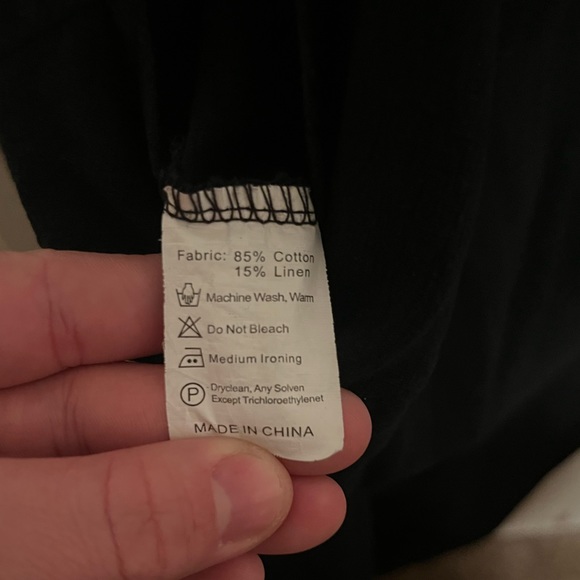 Fabric: 85% Cotton
15% Linen
Machine Wash, Warm
Do Not Bleach
Medium Ironing
P
Dryclean, Any Solven
Except Trichloroethylenet
MADE IN CHINA